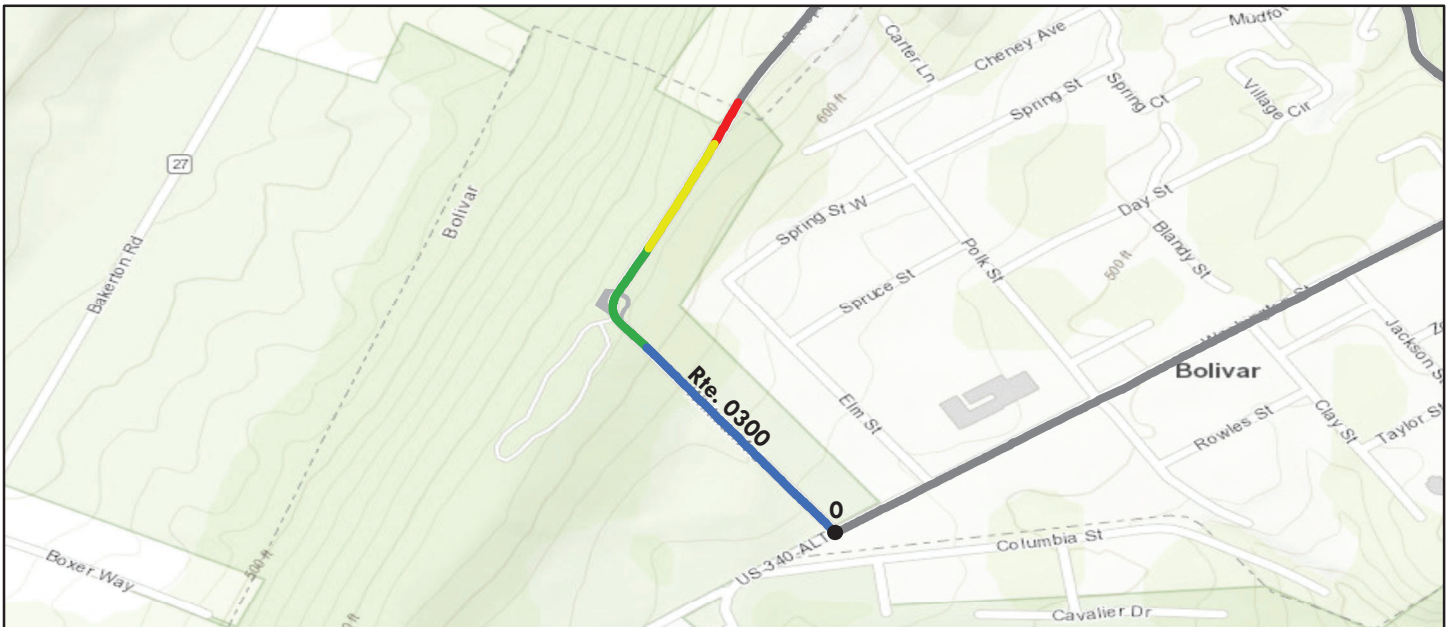 Mudfo
Carter Ln
Cheney Ave
Spring St
Spring Ct
Village Cir
600 ft
27
Bolivar
Spring St W
Day St
Blandy St
Bakerton Rd
Polk St
500 ft
Spruce St
Bolivar
Jackson St
Rte. 0300
Elm St
Rowles St
Clay St
Taylor St
0
US 340-ALT
Columbia St
500 ft
Boxer Way
Cavalier Dr